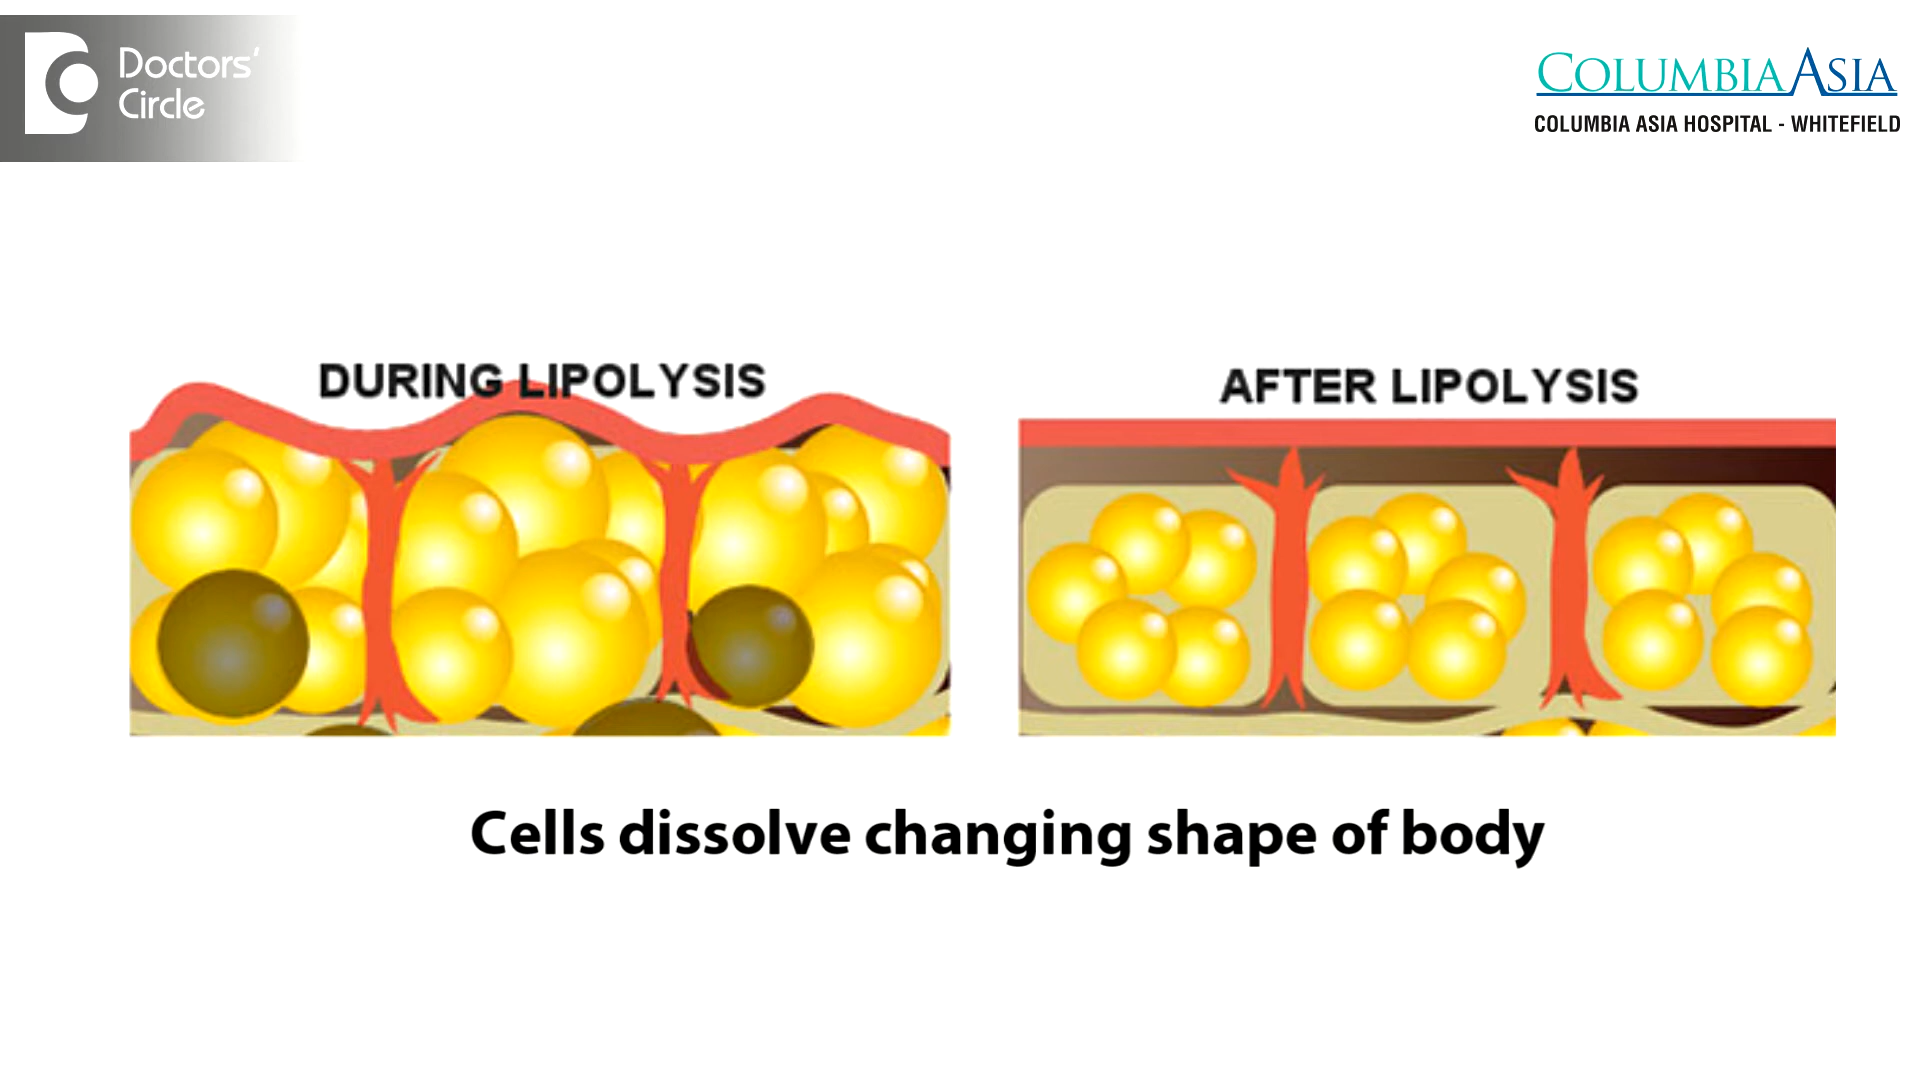 Doctors'
Circle
COLUMBIA ASIA
COLUMBIA ASIA HOSPITAL - WHITEFIELD
DURING LIPOLYSIS
AFTER LIPOLYSIS
Cells dissolve changing shape of body